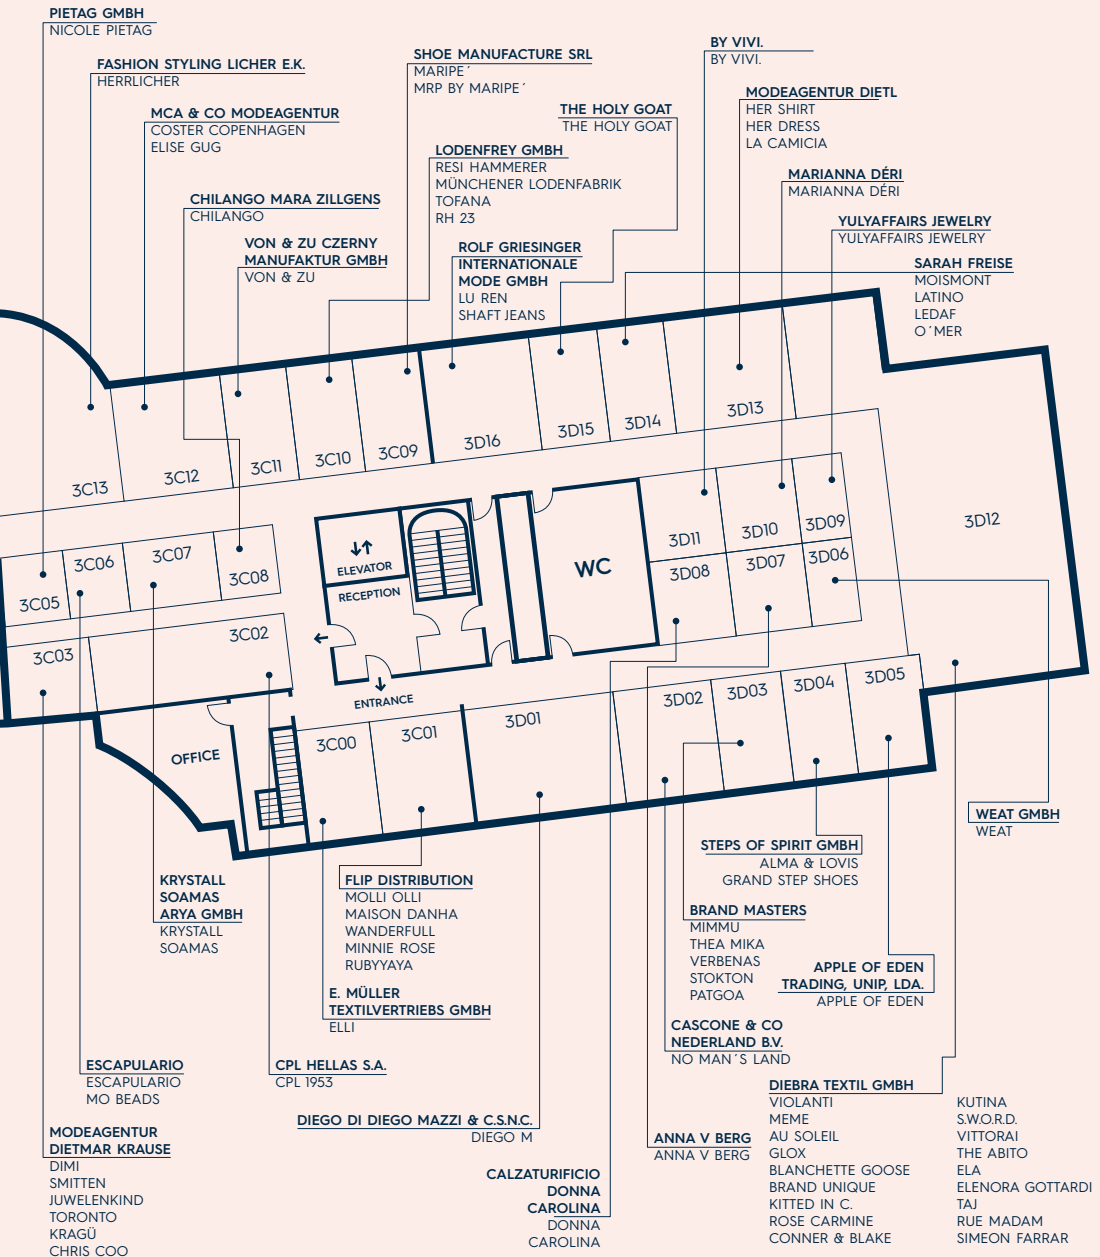 PIETAG GMBH
NICOLE PIETAG
FASHION STYLING LICHER E.K.
HERRLICHER
MCA & CO MODEAGENTUR
COSTER COPENHAGEN
ELISE GUG
CHILANGO MARA ZILLGENS
CHILANGO
VON & ZU CZERNY
MANUFAKTUR GMBH
VON & ZU
SHOE MANUFACTURE SRL
MARIPE´
MRP BY MARIPE´
LODENFREY GMBH
RESI HAMMERER
MÜNCHENER LODENFABRIK
TOFANA
RH 23
ROLF GRIESINGER
INTERNATIONALE
MODE GMBH
LU REN
SHAFT JEANS
THE HOLY GOAT
THE HOLY GOAT
BY VIVI.
BY VIVI.
MODEAGENTUR DIETL
HER SHIRT
HER DRESS
LA CAMICIA
MARIANNA DÉRI
MARIANNA DÉRI
YULYAFFAIRS JEWELRY
YULYAFFAIRS JEWELRY
SARAH FREISE
MOISMONT
LATINO
LEDAF
O´MER
3C13
3C12
3C11
3C10
3C09
3D16
3D15
3D14
3D13
3D12
3C05
3C06
3C07
3C08
3C03
3C02
ELEVATOR
RECEPTION
WC
3D11
3D10
3D09
3D08
3D07
3D06
ENTRANCE
OFFICE
3C00
3C01
3D01
3D02
3D03
3D04
3D05
WEAT GMBH
WEAT
STEPS OF SPIRIT GMBH
ALMA & LOVIS
GRAND STEP SHOES
KRYSTALL
SOAMAS
ARYA GMBH
KRYSTALL
SOAMAS
FLIP DISTRIBUTION
MOLLI OLLI
MAISON DANHA
WANDERFULL
MINNIE ROSE
RUBYYAYA
E. MÜLLER
TEXTILVERTRIEBS GMBH
ELLI
BRAND MASTERS
MIMMU
THEA MIKA
VERBENAS
STOKTON
PATGOA
APPLE OF EDEN
TRADING, UNIP, LDA.
APPLE OF EDEN
CASCONE & CO
NEDERLAND B.V.
NO MAN´S LAND
ESCAPULARIO
ESCAPULARIO
MO BEADS
CPL HELLAS S.A.
CPL 1953
DIEGO DI DIEGO MAZZI & C.S.N.C.
DIEGO M
MODEAGENTUR
DIETMAR KRAUSE
DIMI
SMITTEN
JUWELENKIND
TORONTO
KRAGÜ
CHRIS COO
CALZATURIFICIO
DONNA
CAROLINA
DONNA
CAROLINA
ANNA V BERG
ANNA V BERG
DIEBRA TEXTIL GMBH
VIOLANTI
MEME
AU SOLEIL
GLOX
BLANCHETTE GOOSE
BRAND UNIQUE
KITTED IN C.
ROSE CARMINE
CONNER & BLAKE
KUTINA
S.W.O.R.D.
VITTORAI
THE ABITO
ELA
ELENORA GOTTARDI
TAJ
RUE MADAM
SIMEON FARRAR